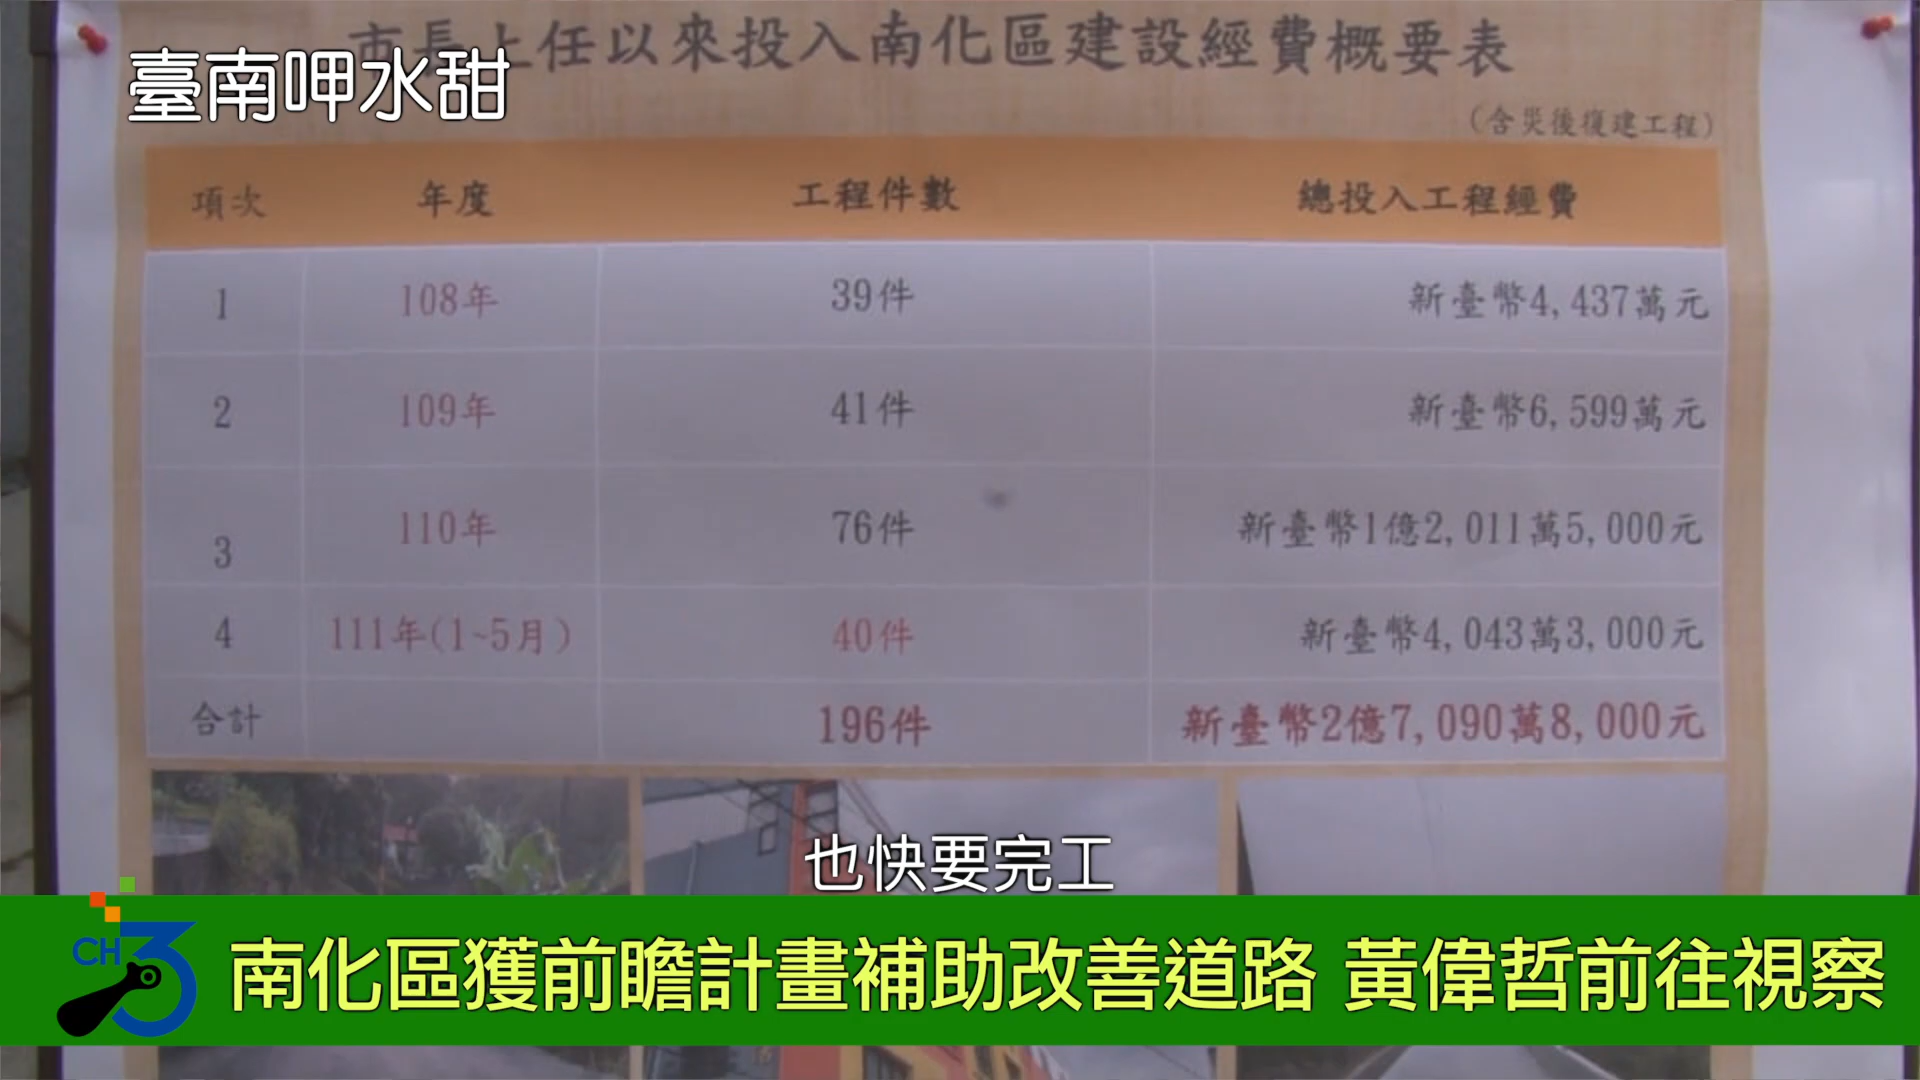 市長上任以來投入南化區建設經費概要表
臺南呷水甜
(含災後復建工程)
項次 年度 工程件數 總投入工程經費
1 108年 39件 新臺幣4,437萬元
2 109年 41件 新臺幣6,599萬元
3 110年 76件 新臺幣1億2,011萬5,000元
4 111年(1~5月) 40件 新臺幣4,043萬3,000元
合計 196件 新臺幣2億7,090萬8,000元
也快要完工
CH3
南化區獲前瞻計畫補助改善道路 黃偉哲前往視察